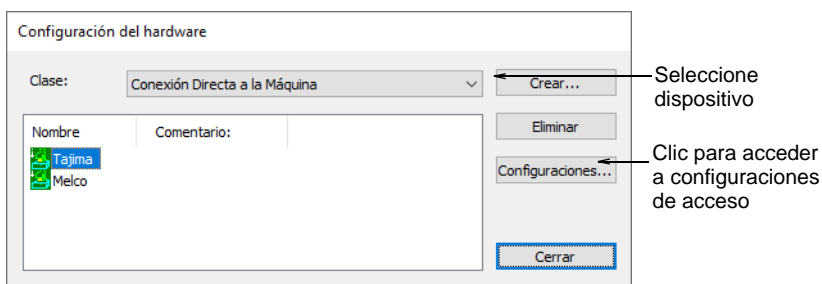 Configuración del hardware
Clase:
Conexión Directa a la Máquina
Crear...
Seleccione
dispositivo
Nombre
Comentario:
Eliminar
Tajima
Melco
Configuraciones...
Clic para acceder
a configuraciones
de acceso
Cerrar